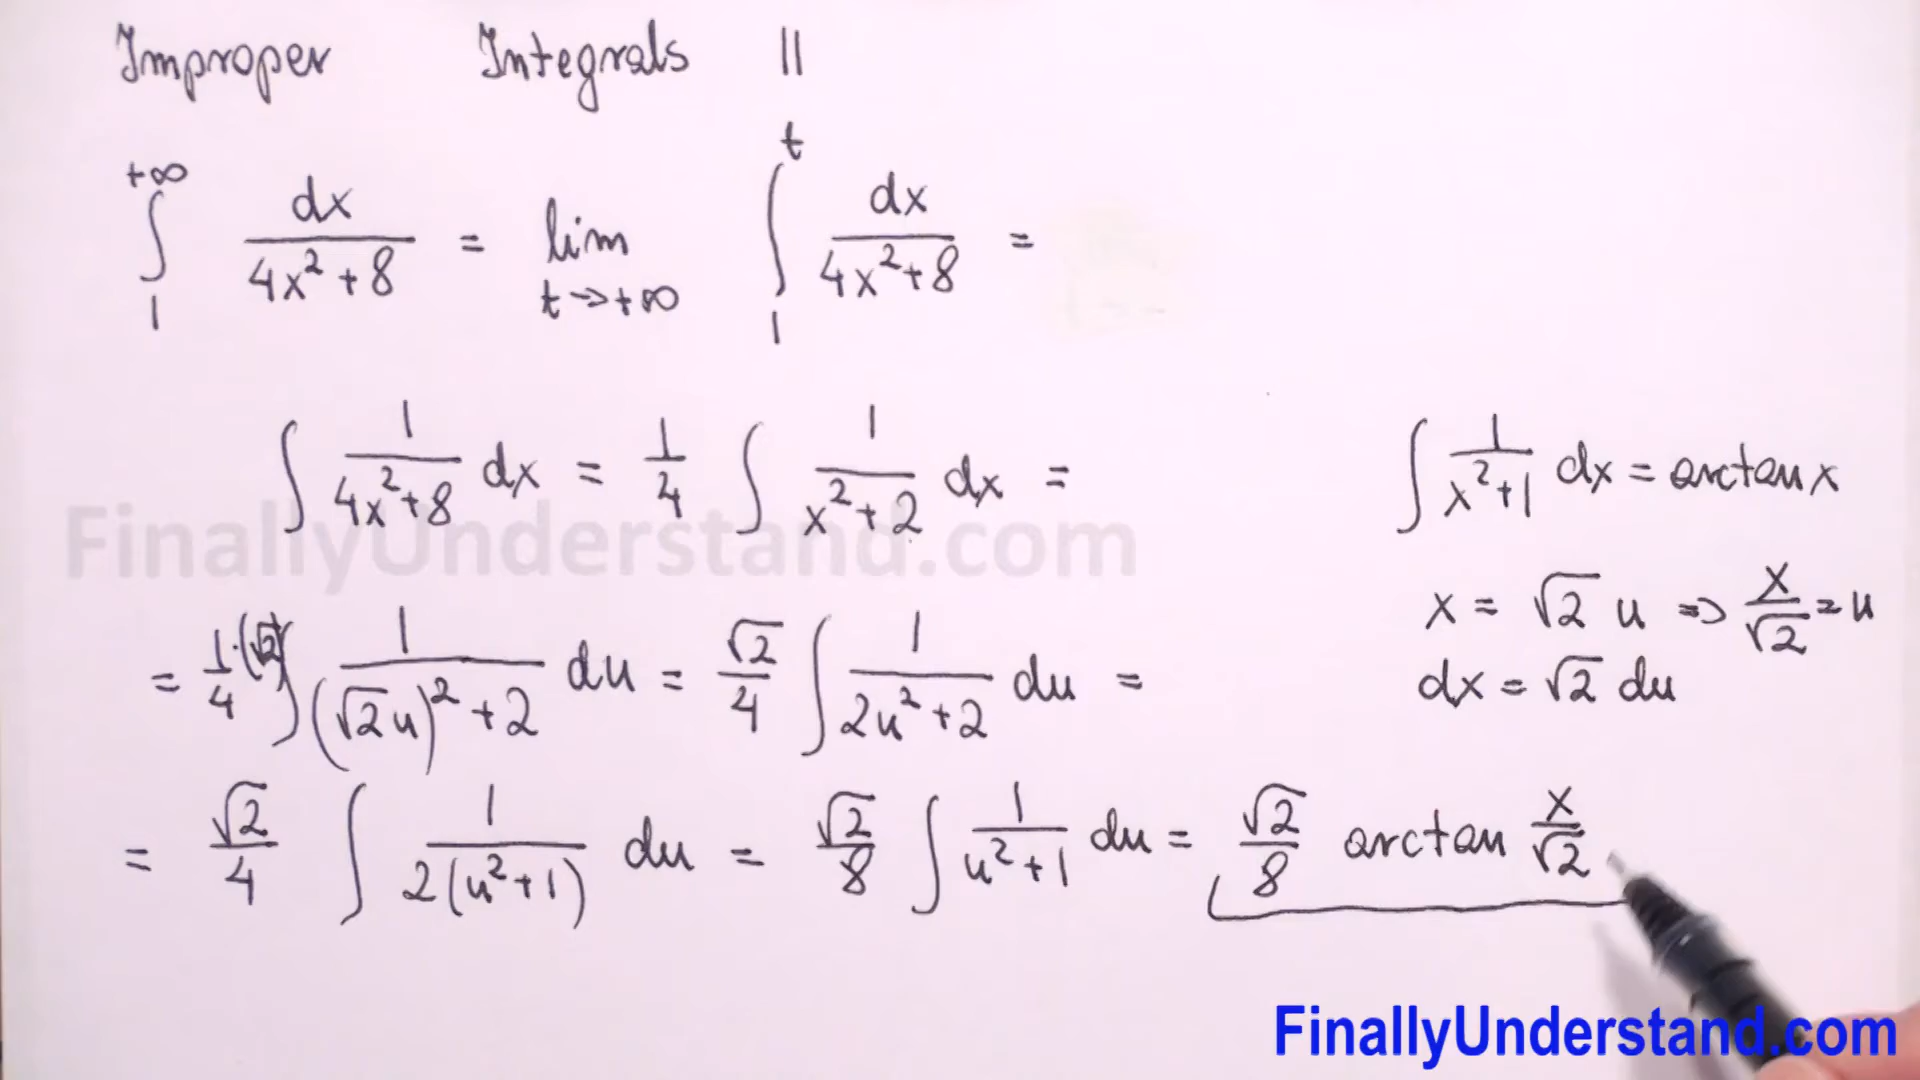 Improper Integrals II
∫₁^{+∞} dx/(4x²+8) = lim_{t→+∞} ∫₁^t dx/(4x²+8) =
∫ 1/(4x²+8) dx = 1/4 ∫ 1/(x²+2) dx =
∫ 1/(x²+1) dx = arctan x
FinallyUnderstand.com
x = √2 u => x/√2 = u
dx = √2 du
= 1/4·(√2) ∫ 1/((√2u)²+2) du = √2/4 ∫ 1/(2u²+2) du =
= √2/4 ∫ 1/(2(u²+1)) du = √2/8 ∫ 1/(u²+1) du = √2/8 arctan x/√2
FinallyUnderstand.com